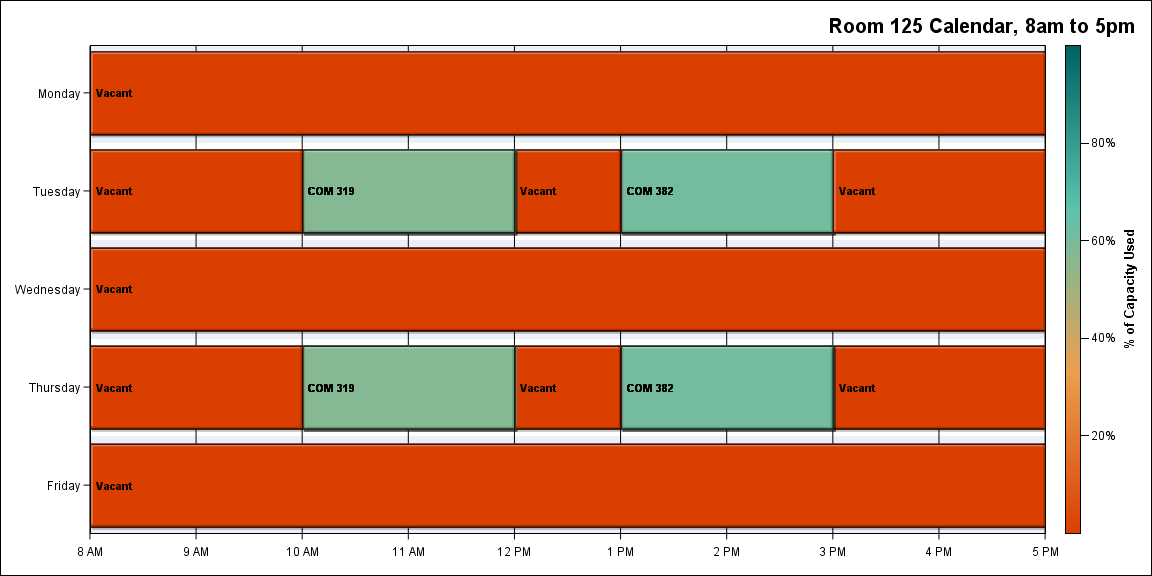 Room 125 Calendar, 8am to 5pm
Monday
Vacant
Tuesday
Vacant
COM 319
Vacant
COM 382
Vacant
Wednesday
Vacant
Thursday
Vacant
COM 319
Vacant
COM 382
Vacant
Friday
Vacant
8 AM
9 AM
10 AM
11 AM
12 PM
1 PM
2 PM
3 PM
4 PM
5 PM
80%
60%
40%
20%
% of Capacity Used